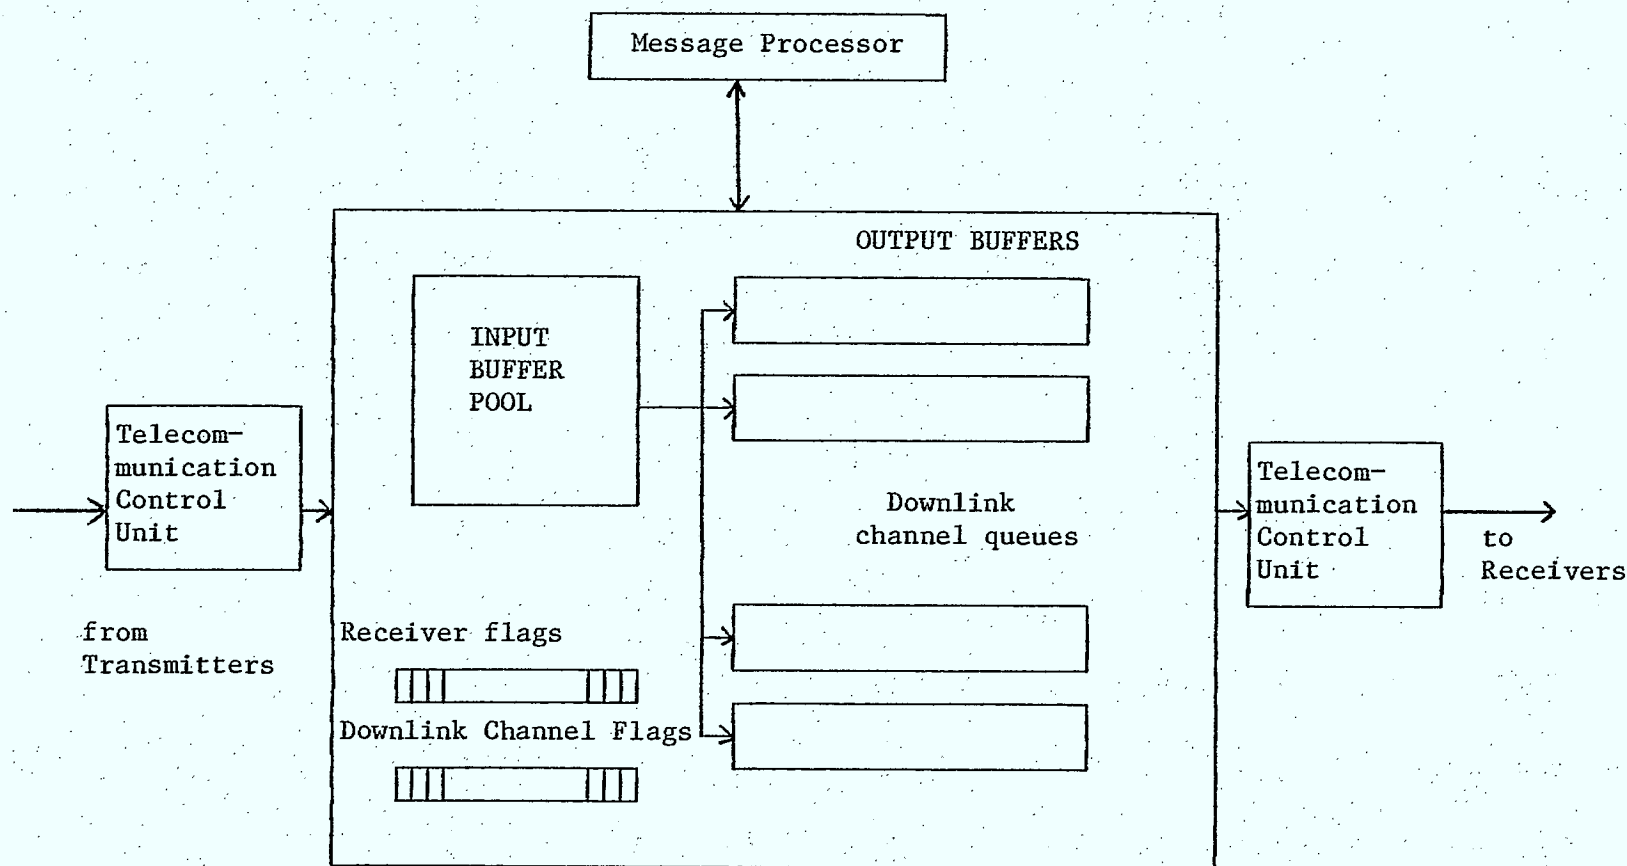 Message Processor
OUTPUT BUFFERS
INPUT
BUFFER
POOL
Telecom-
munication
Control
Unit
Downlink
channel queues
Telecom-
munication
Control
Unit
to
Receivers
from
Transmitters
Receiver flags
Downlink Channel Flags